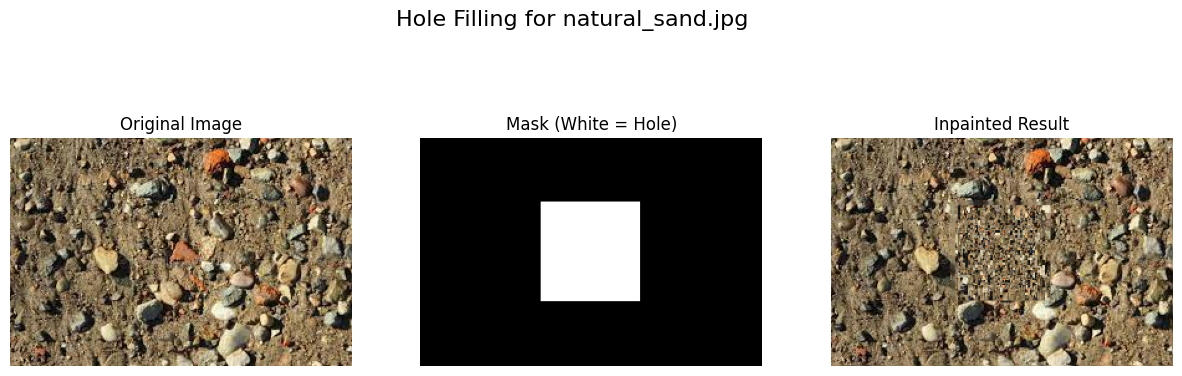 Hole Filling for natural_sand.jpg
Original Image
Mask (White = Hole)
Inpainted Result